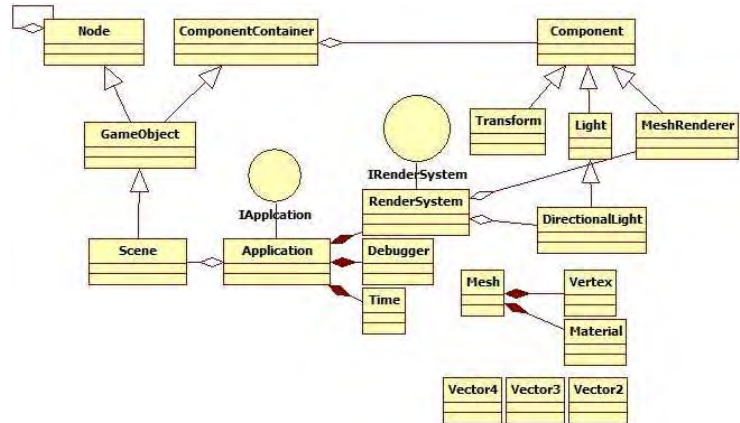 Node
ComponentContainer
Component
GameObject
Transform
Light
MeshRenderer
IRenderSystem
RenderSystem
IApplcation
DirectionalLight
Scene
Application
Debugger
Time
Mesh
Vertex
Material
Vector4
Vector3
Vector2